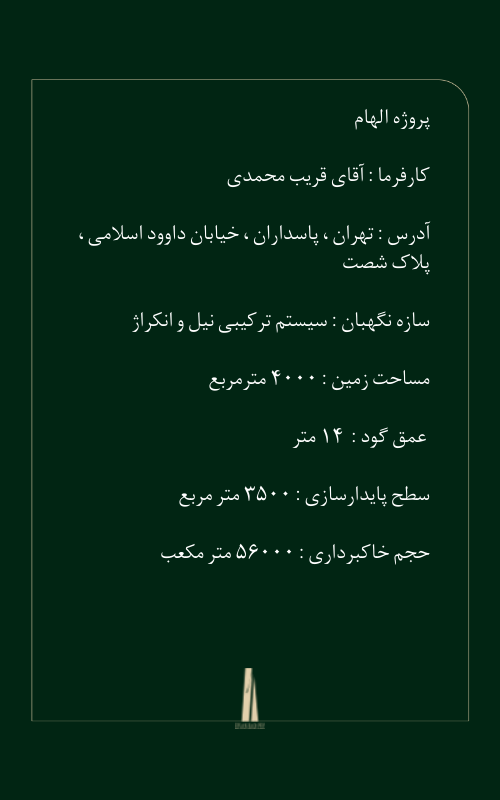 پروژه الهام
کارفرما : آقای قریب محمدی
آدرس : تهران ، پاسداران ، خیابان داوود اسلامی ،
پلاک شصت
سازه نگهبان : سیستم ترکیبی نیل و انکراژ
مساحت زمین : ۴۰۰۰ مترمربع
عمق گود : ۱۴ متر
سطح پایدارسازی : ۳۵۰۰ متر مربع
حجم خاکبرداری : ۵۶۰۰۰ متر مکعب